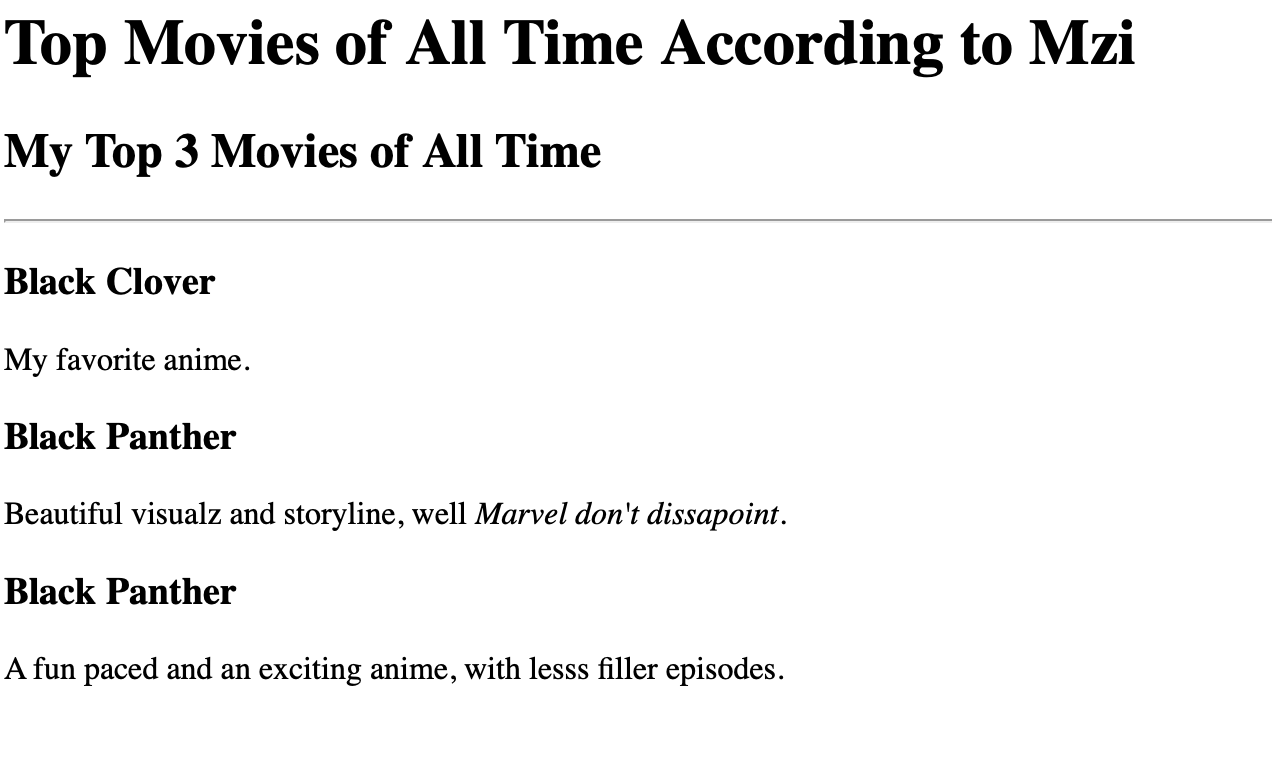 Top Movies of All Time According to Mzi
My Top 3 Movies of All Time
Black Clover
My favorite anime.
Black Panther
Beautiful visualz and storyline, well Marvel don't dissapoint.
Black Panther
A fun paced and an exciting anime, with lesss filler episodes.